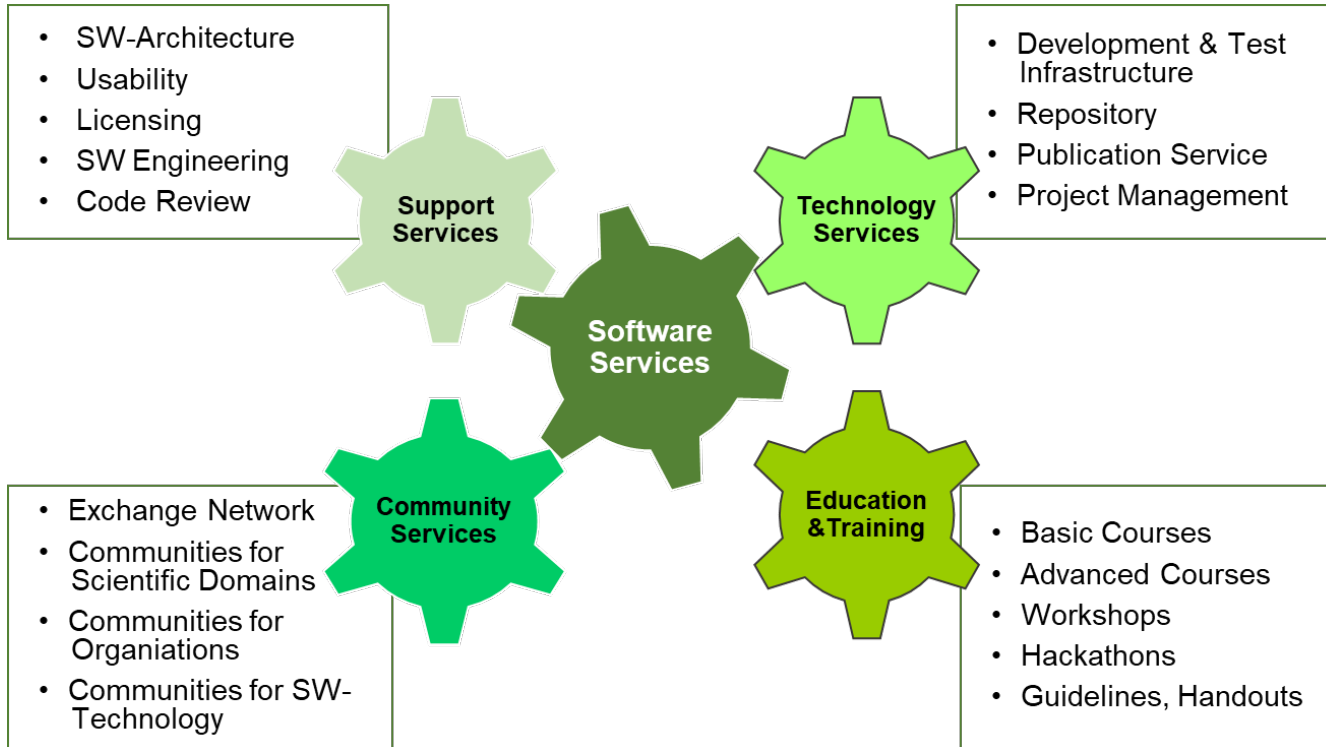 • SW-Architecture
• Usability
• Licensing
• SW Engineering
• Code Review
Support
Services
• Development & Test
Infrastructure
• Repository
• Publication Service
• Project Management
Technology
Services
Software
Services
Community
Services
• Exchange Network
• Communities for
Scientific Domains
• Communities for
Organiations
• Communities for SW-
Technology
Education
&Training
• Basic Courses
• Advanced Courses
• Workshops
• Hackathons
• Guidelines, Handouts